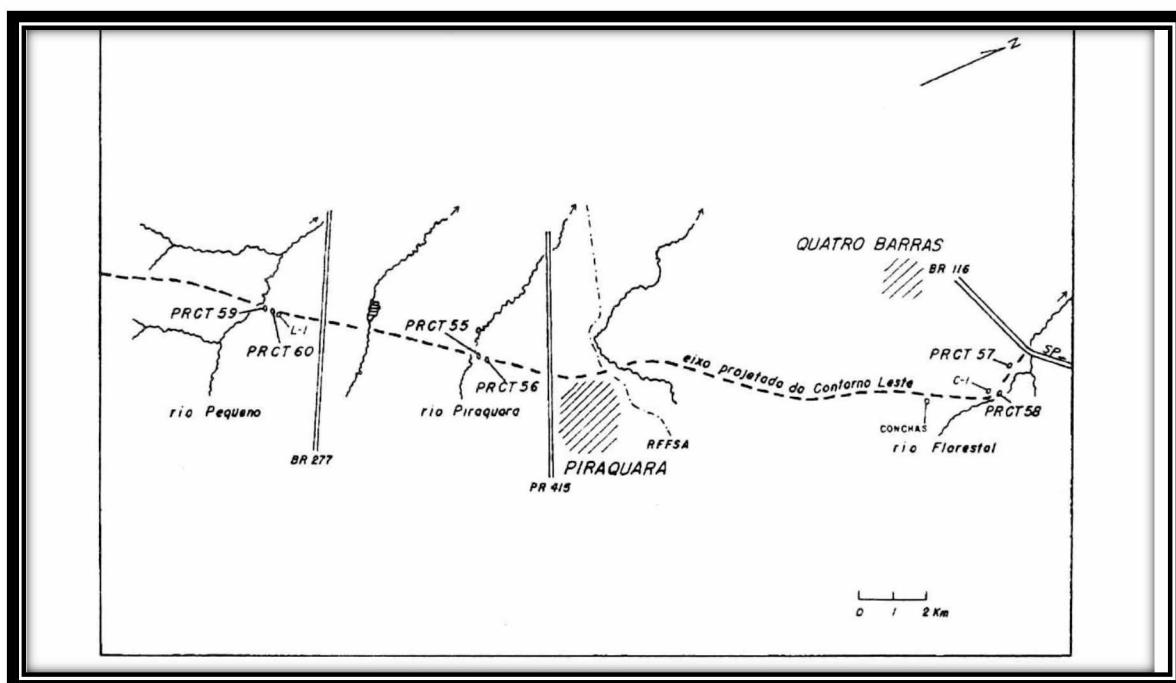 N
QUATRO BARRAS
BR 116
PRCT 59
L-1
PRCT 60
PRCT 55
PRCT 56
PRCT 57
SP
C-1
PRCT 58
eixo projetado do Contorno Leste
rio Pequeno
rio Piraquara
CONCHAS
rio Florestal
RFFSA
BR 277
PIRAQUARA
PR 415
0 1 2 Km